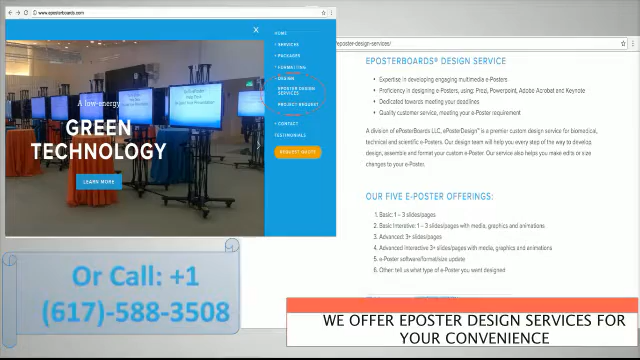 www.eposterboards.com
X
HOME
+ SERVICES
+ PACKAGES
+ FORMATTING
- DESIGN
EPOSTER DESIGN
SERVICES
PROJECT REQUEST
+ CONTACT
TESTIMONIALS
REQUEST QUOTE
A low-energy
GREEN
TECHNOLOGY
LEARN MORE
eposter-design-services/
EPOSTERBOARDS® DESIGN SERVICE
• Expertise in developing engaging multimedia e-Posters
• Proficiency in designing e-Posters, using: Prezi, Powerpoint, Adobe Acrobat and Keynote
• Dedicated towards meeting your deadlines
• Quality customer service, meeting your e-Poster requirement
A division of ePosterBoards LLC, ePosterDesign™ is a premier custom design service for biomedical,
technical and scientific e-Posters. Our design team will help you every step of the way to develop
design, assemble and format your custom e-Poster. Our service also helps you make edits or size
changes to your e-Poster.
OUR FIVE E-POSTER OFFERINGS:
1. Basic: 1 – 3 slides/pages
2. Basic Interative: 1 – 3 slides/pages with media, graphics and animations
3. Advanced: 3+ slides/pages
4. Advanced Interactive 3+ slides/pages with media, graphics and animations
5. e-Poster software/format/size update
6. Other: tell us what type of e-Poster you want designed
Or Call: +1
(617)-588-3508
WE OFFER EPOSTER DESIGN SERVICES FOR
YOUR CONVENIENCE